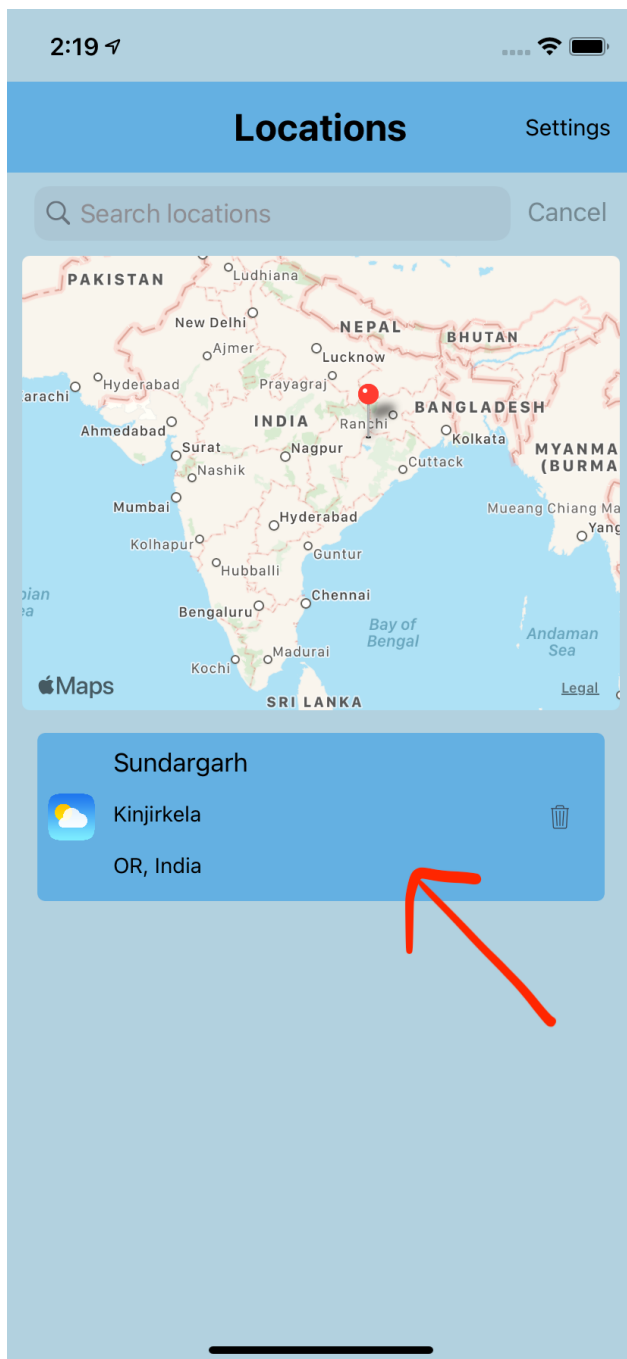 2:19
Locations
Settings
Search locations
Cancel
PAKISTAN
Ludhiana
New Delhi
NEPAL
BHUTAN
Ajmer
Lucknow
arachi
Hyderabad
Prayagraj
BANGLADESH
INDIA
Ranchi
Ahmedabad
Kolkata
Surat
Nagpur
MYANMA
(BURMA
Nashik
Cuttack
Mumbai
Mueang Chiang Ma
Hyderabad
Yang
Kolhapur
Guntur
Hubballi
bian
ea
Chennai
Bengaluru
Bay of
Bengal
Andaman
Sea
Madurai
Kochi
Maps
Legal
SRI LANKA
Sundargarh
Kinjirkela
OR, India